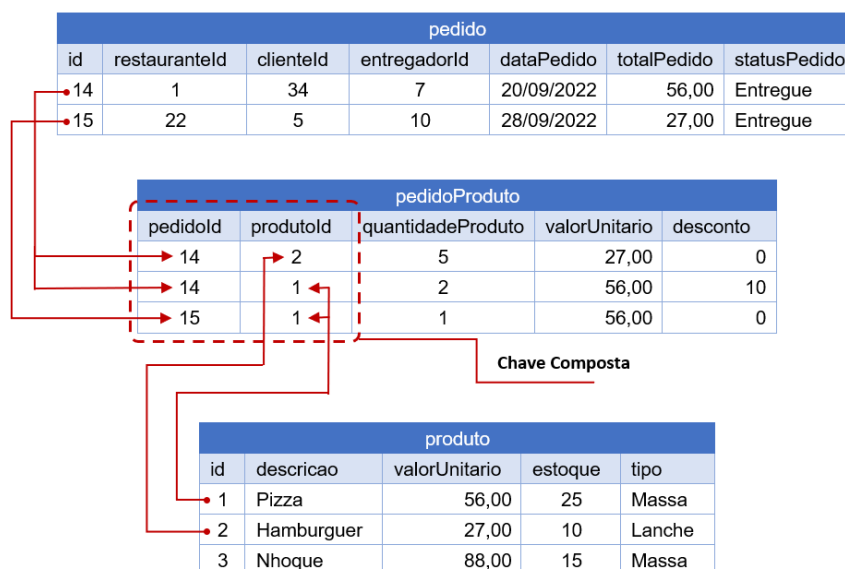 pedido
id restauranteId clienteId entregadorId dataPedido totalPedido statusPedido
14 1 34 7 20/09/2022 56,00 Entregue
15 22 5 10 28/09/2022 27,00 Entregue
pedidoProduto
pedidoId produtoId quantidadeProduto valorUnitario desconto
14 2 5 27,00 0
14 1 2 56,00 10
15 1 1 56,00 0
Chave Composta
produto
id descricao valorUnitario estoque tipo
1 Pizza 56,00 25 Massa
2 Hamburguer 27,00 10 Lanche
3 Nhoque 88,00 15 Massa